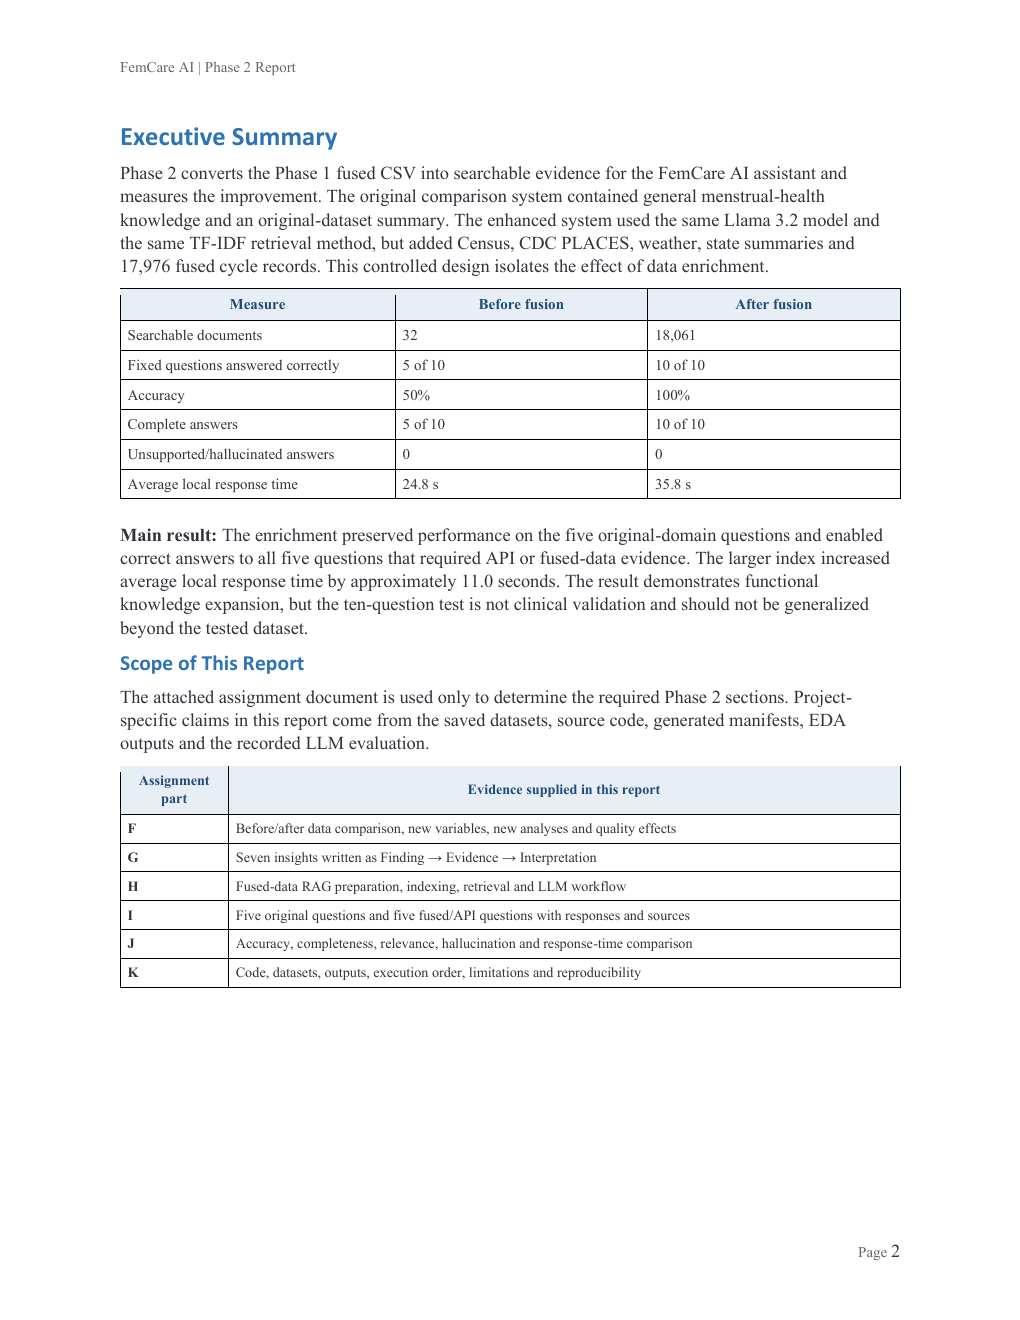 FemCare AI | Phase 2 Report
Executive Summary
Phase 2 converts the Phase 1 fused CSV into searchable evidence for the FemCare AI assistant and
measures the improvement. The original comparison system contained general menstrual-health
knowledge and an original-dataset summary. The enhanced system used the same Llama 3.2 model and
the same TF-IDF retrieval method, but added Census, CDC PLACES, weather, state summaries and
17,976 fused cycle records. This controlled design isolates the effect of data enrichment.
Measure Before fusion After fusion
Searchable documents 32 18,061
Fixed questions answered correctly 5 of 10 10 of 10
Accuracy 50% 100%
Complete answers 5 of 10 10 of 10
Unsupported/hallucinated answers 0 0
Average local response time 24.8 s 35.8 s
Main result: The enrichment preserved performance on the five original-domain questions and enabled
correct answers to all five questions that required API or fused-data evidence. The larger index increased
average local response time by approximately 11.0 seconds. The result demonstrates functional
knowledge expansion, but the ten-question test is not clinical validation and should not be generalized
beyond the tested dataset.
Scope of This Report
The attached assignment document is used only to determine the required Phase 2 sections. Project-
specific claims in this report come from the saved datasets, source code, generated manifests, EDA
outputs and the recorded LLM evaluation.
Assignment
part
Evidence supplied in this report
F Before/after data comparison, new variables, new analyses and quality effects
G Seven insights written as Finding → Evidence → Interpretation
H Fused-data RAG preparation, indexing, retrieval and LLM workflow
I Five original questions and five fused/API questions with responses and sources
J Accuracy, completeness, relevance, hallucination and response-time comparison
K Code, datasets, outputs, execution order, limitations and reproducibility
Page 2